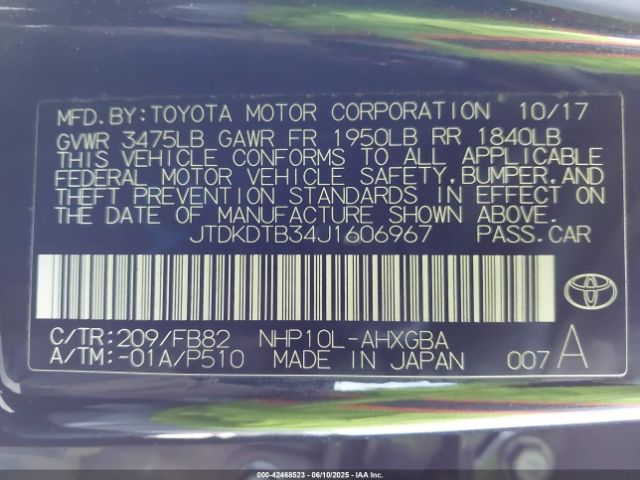 MFD.BY:TOYOTA MOTOR CORPORATION 10/17
GVWR 3475LB GAWR FR 1950LB RR 1840LB
THIS VEHICLE CONFORMS TO ALL APPLICABLE
FEDERAL MOTOR VEHICLE SAFETY,BUMPER,AND
THEFT PREVENTION STANDARDS IN EFFECT ON
THE DATE OF MANUFACTURE SHOWN ABOVE.
JTDKDTB34J1606967 PASS.CAR
C/TR:209/FB82 NHP10L-AHXGBA
A/TM:-01A/P510 MADE IN JAPAN 007 A
000-42468523 - 06/10/2025 - IAA Inc.